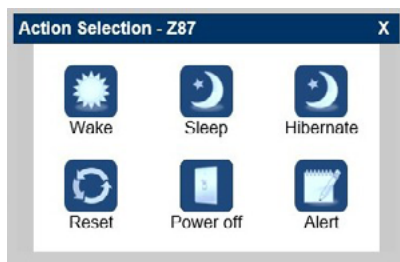 Action Selection - Z87 X
Wake Sleep Hibernate
Reset Power off Alert